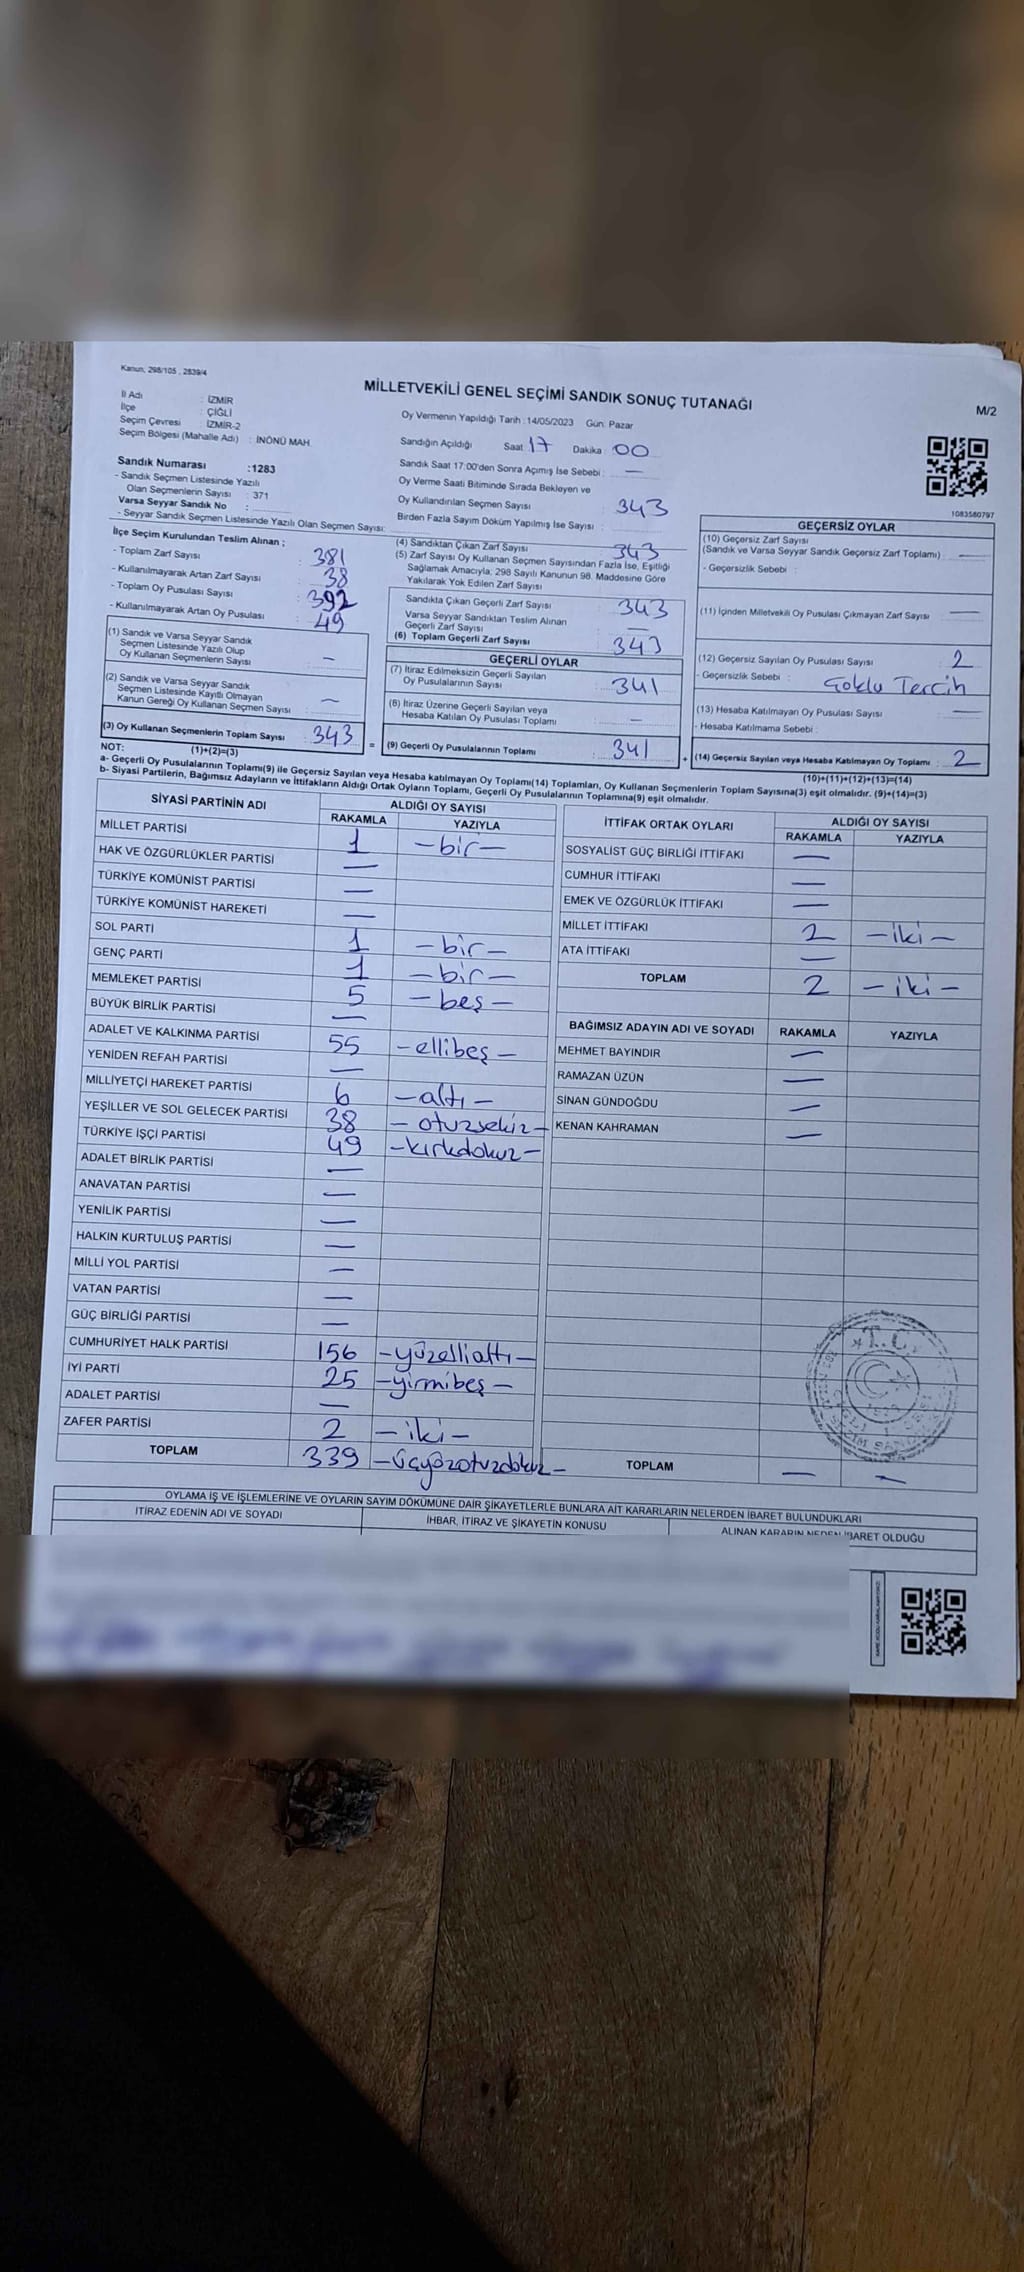 Kanun, 298/105 , 2839/4
MİLLETVEKİLİ GENEL SEÇİMİ SANDIK SONUÇ TUTANAĞI
M/2
İl Adı : İZMİR
İlçe : ÇİĞLİ
Seçim Çevresi : İZMİR-2
Seçim Bölgesi (Mahalle Adı) : İNÖNÜ MAH.
Sandık Numarası :1283
- Sandık Seçmen Listesinde Yazılı
Olan Seçmenlerin Sayısı : 371
Varsa Seyyar Sandık No :
- Seyyar Sandık Seçmen Listesinde Yazılı Olan Seçmen Sayısı:
Oy Vermenin Yapıldığı Tarih : 14/05/2023 Gün: Pazar
Sandığın Açıldığı Saat 17 Dakika : 00
Sandık Saat 17:00'den Sonra Açımış İse Sebebi : —
Oy Verme Saati Bitiminde Sırada Bekleyen ve
Oy Kullandırılan Seçmen Sayısı : 343
Birden Fazla Sayım Döküm Yapılmış İse Sayısı :
1083580797
İlçe Seçim Kurulundan Teslim Alınan ;
- Toplam Zarf Sayısı : 381
- Kullanılmayarak Artan Zarf Sayısı : 38
- Toplam Oy Pusulası Sayısı : 392
- Kullanılmayarak Artan Oy Pusulası : 49
(1) Sandık ve Varsa Seyyar Sandık
Seçmen Listesinde Yazılı Olup
Oy Kullanan Seçmenlerin Sayısı : —
(2) Sandık ve Varsa Seyyar Sandık
Seçmen Listesinde Kayıtlı Olmayan
Kanun Gereği Oy Kullanan Seçmen Sayısı : —
(3) Oy Kullanan Seçmenlerin Toplam Sayısı : 343
(1)+(2)=(3)
(4) Sandıktan Çıkan Zarf Sayısı : 343
(5) Zarf Sayısı Oy Kullanan Seçmen Sayısından Fazla İse, Eşitliği
Sağlamak Amacıyla, 298 Sayılı Kanunun 98. Maddesine Göre
Yakılarak Yok Edilen Zarf Sayısı
Sandıkta Çıkan Geçerli Zarf Sayısı : 343
Varsa Seyyar Sandıktan Teslim Alınan
Geçerli Zarf Sayısı : —
(6) Toplam Geçerli Zarf Sayısı : 343
GEÇERLİ OYLAR
(7) İtiraz Edilmeksizin Geçerli Sayılan
Oy Pusulalarının Sayısı : 341
(8) İtiraz Üzerine Geçerli Sayılan veya
Hesaba Katılan Oy Pusulası Toplamı : —
= (9) Geçerli Oy Pusulalarının Toplamı : 341
GEÇERSİZ OYLAR
(10) Geçersiz Zarf Sayısı
(Sandık ve Varsa Seyyar Sandık Geçersiz Zarf Toplamı) : —
- Geçersizlik Sebebi :
(11) İçinden Milletvekili Oy Pusulası Çıkmayan Zarf Sayısı : —
(12) Geçersiz Sayılan Oy Pusulası Sayısı : 2
- Geçersizlik Sebebi : Çoklu Tercih
(13) Hesaba Katılmayan Oy Pusulası Sayısı : —
- Hesaba Katılmama Sebebi :
+ (14) Geçersiz Sayılan veya Hesaba Katılmayan Oy Toplamı : 2
(10)+(11)+(12)+(13)=(14)
NOT:
a- Geçerli Oy Pusulalarının Toplamı(9) ile Geçersiz Sayılan veya Hesaba katılmayan Oy Toplamı(14) Toplamları, Oy Kullanan Seçmenlerin Toplam Sayısına(3) eşit olmalıdır. (9)+(14)=(3)
b- Siyasi Partilerin, Bağımsız Adayların ve İttifakların Aldığı Ortak Oyların Toplamı, Geçerli Oy Pusulalarının Toplamına(9) eşit olmalıdır.
SİYASİ PARTİNİN ADI ALDIĞI OY SAYISI
RAKAMLA YAZIYLA
MİLLET PARTİSİ 1 —bir—
HAK VE ÖZGÜRLÜKLER PARTİSİ —
TÜRKİYE KOMÜNİST PARTİSİ —
TÜRKİYE KOMÜNİST HAREKETİ —
SOL PARTİ 1 —bir—
GENÇ PARTİ 1 —bir—
MEMLEKET PARTİSİ 5 —beş—
BÜYÜK BİRLİK PARTİSİ —
ADALET VE KALKINMA PARTİSİ 55 —ellibeş—
YENİDEN REFAH PARTİSİ —
MİLLİYETÇİ HAREKET PARTİSİ 6 —altı—
YEŞİLLER VE SOL GELECEK PARTİSİ 38 —otuzsekiz—
TÜRKİYE İŞÇİ PARTİSİ 49 —kırkdokuz—
ADALET BİRLİK PARTİSİ —
ANAVATAN PARTİSİ —
YENİLİK PARTİSİ —
HALKIN KURTULUŞ PARTİSİ —
MİLLİ YOL PARTİSİ —
VATAN PARTİSİ —
GÜÇ BİRLİĞİ PARTİSİ —
CUMHURİYET HALK PARTİSİ 156 —yüzelliattı—
İYİ PARTİ 25 —yirmibeş—
ADALET PARTİSİ —
ZAFER PARTİSİ 2 —iki—
TOPLAM 339 —üçyüzotuzdokuz—
İTTİFAK ORTAK OYLARI ALDIĞI OY SAYISI
RAKAMLA YAZIYLA
SOSYALİST GÜÇ BİRLİĞİ İTTİFAKI —
CUMHUR İTTİFAKI —
EMEK VE ÖZGÜRLÜK İTTİFAKI —
MİLLET İTTİFAKI 2 —iki—
ATA İTTİFAKI —
TOPLAM 2 —iki—
BAĞIMSIZ ADAYIN ADI VE SOYADI RAKAMLA YAZIYLA
MEHMET BAYINDIR —
RAMAZAN ÜZÜN —
SİNAN GÜNDOĞDU —
KENAN KAHRAMAN —
T.C.
TOPLAM — —
OYLAMA İŞ VE İŞLEMLERİNE VE OYLARIN SAYIM DÖKÜMÜNE DAİR ŞİKAYETLERLE BUNLARA AİT KARARLARIN NELERDEN İBARET BULUNDUKLARI
İTİRAZ EDENİN ADI VE SOYADI İHBAR, İTİRAZ VE ŞİKAYETİN KONUSU ALINAN KARARIN NEDEN İBARET OLDUĞU